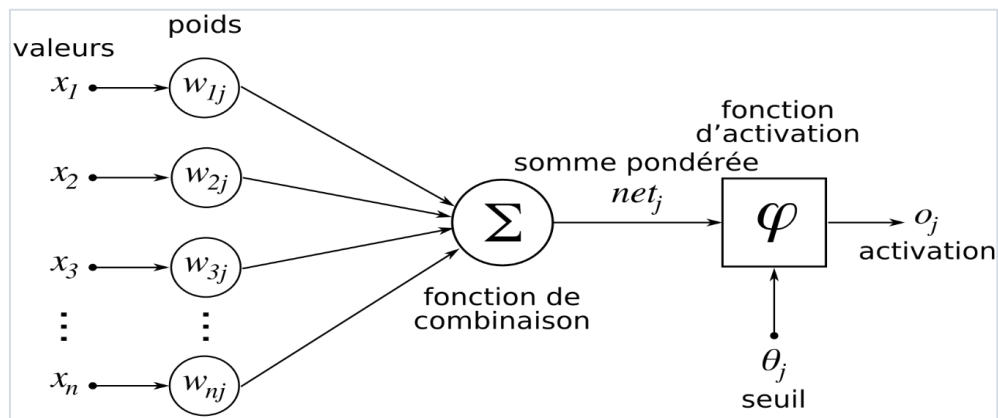 poids
valeurs
x1
w1j
x2
w2j
x3
w3j
⋮
⋮
xn
wnj
Σ
fonction de
combinaison
somme pondérée
netj
fonction
d'activation
φ
oj
activation
θj
seuil